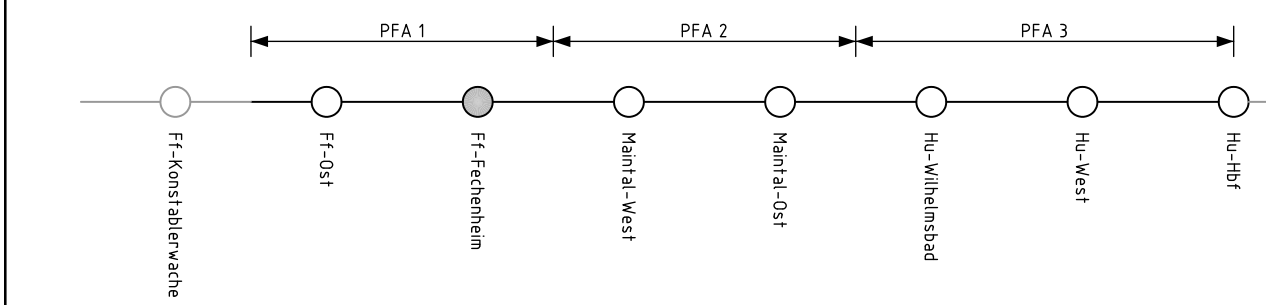 PFA 1
PFA 2
PFA 3
Ff-Konstablerwache
Ff-Ost
Ff-Fechenheim
Maintal-West
Maintal-Ost
Hu-Wilhelmsbad
Hu-West
Hu-Hbf